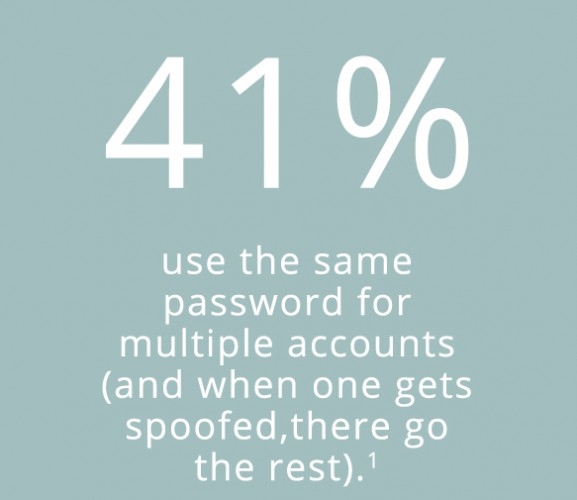 41%
use the same
password for
multiple accounts
(and when one gets
spoofed,there go
the rest).¹